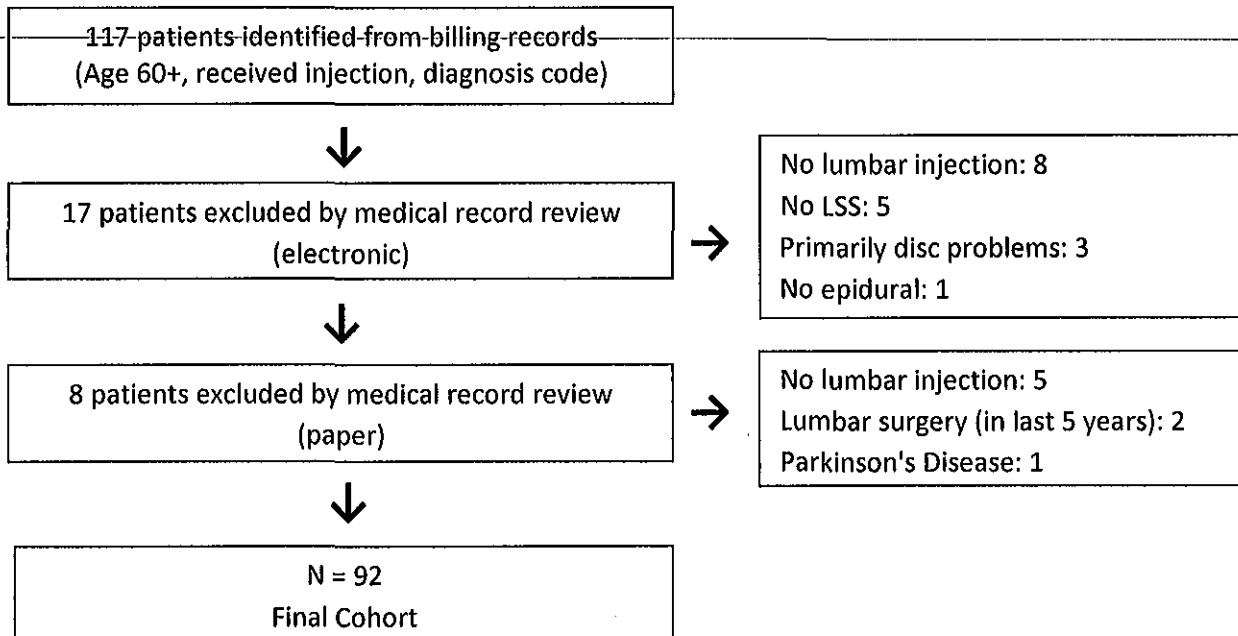 117 patients identified from billing records
(Age 60+, received injection, diagnosis code)
17 patients excluded by medical record review
(electronic)
No lumbar injection: 8
No LSS: 5
Primarily disc problems: 3
No epidural: 1
8 patients excluded by medical record review
(paper)
No lumbar injection: 5
Lumbar surgery (in last 5 years): 2
Parkinson's Disease: 1
N = 92
Final Cohort